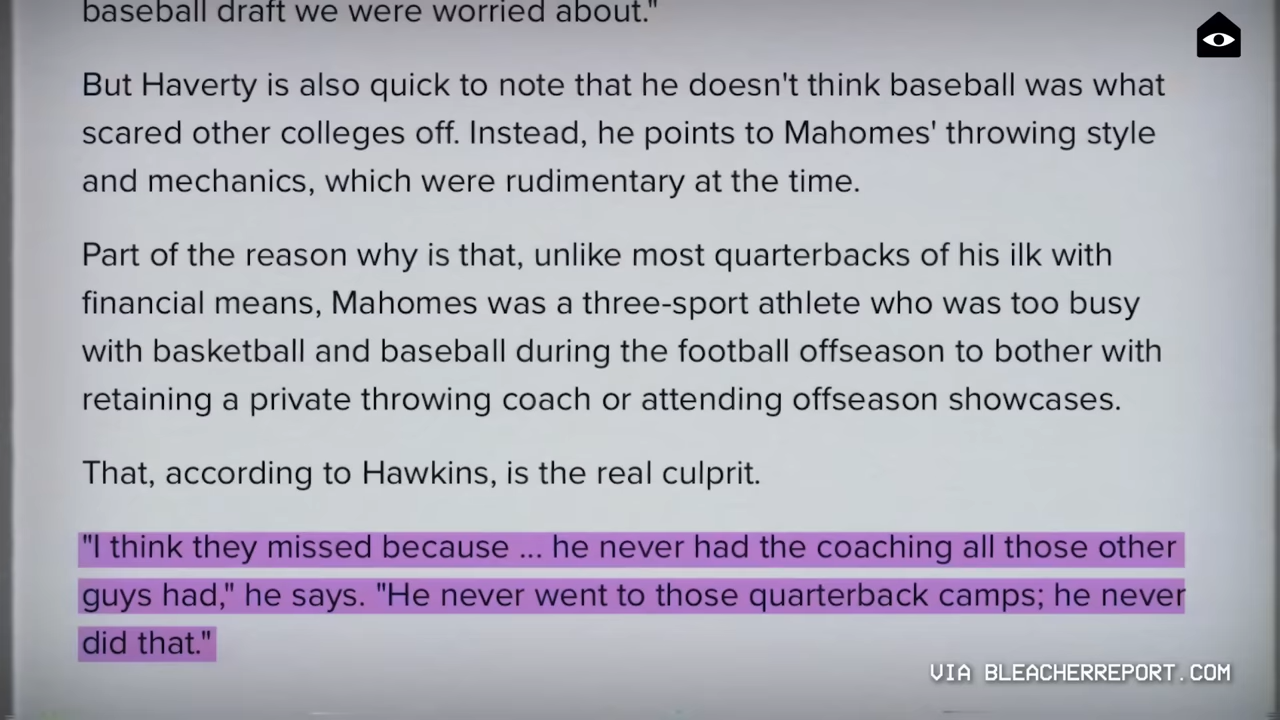 baseball draft we were worried about."
But Haverty is also quick to note that he doesn't think baseball was what
scared other colleges off. Instead, he points to Mahomes' throwing style
and mechanics, which were rudimentary at the time.
Part of the reason why is that, unlike most quarterbacks of his ilk with
financial means, Mahomes was a three-sport athlete who was too busy
with basketball and baseball during the football offseason to bother with
retaining a private throwing coach or attending offseason showcases.
That, according to Hawkins, is the real culprit.
"I think they missed because ... he never had the coaching all those other
guys had," he says. "He never went to those quarterback camps; he never
did that."
VIA BLEACHERREPORT.COM